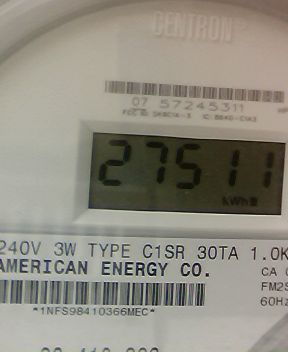 CENTRON
07 57245311
27511
kWh
240V 3W TYPE C1SR 30TA 1.0K
AMERICAN ENERGY CO.
CA
FM2S
60Hz
*1NFS98410366MEC*